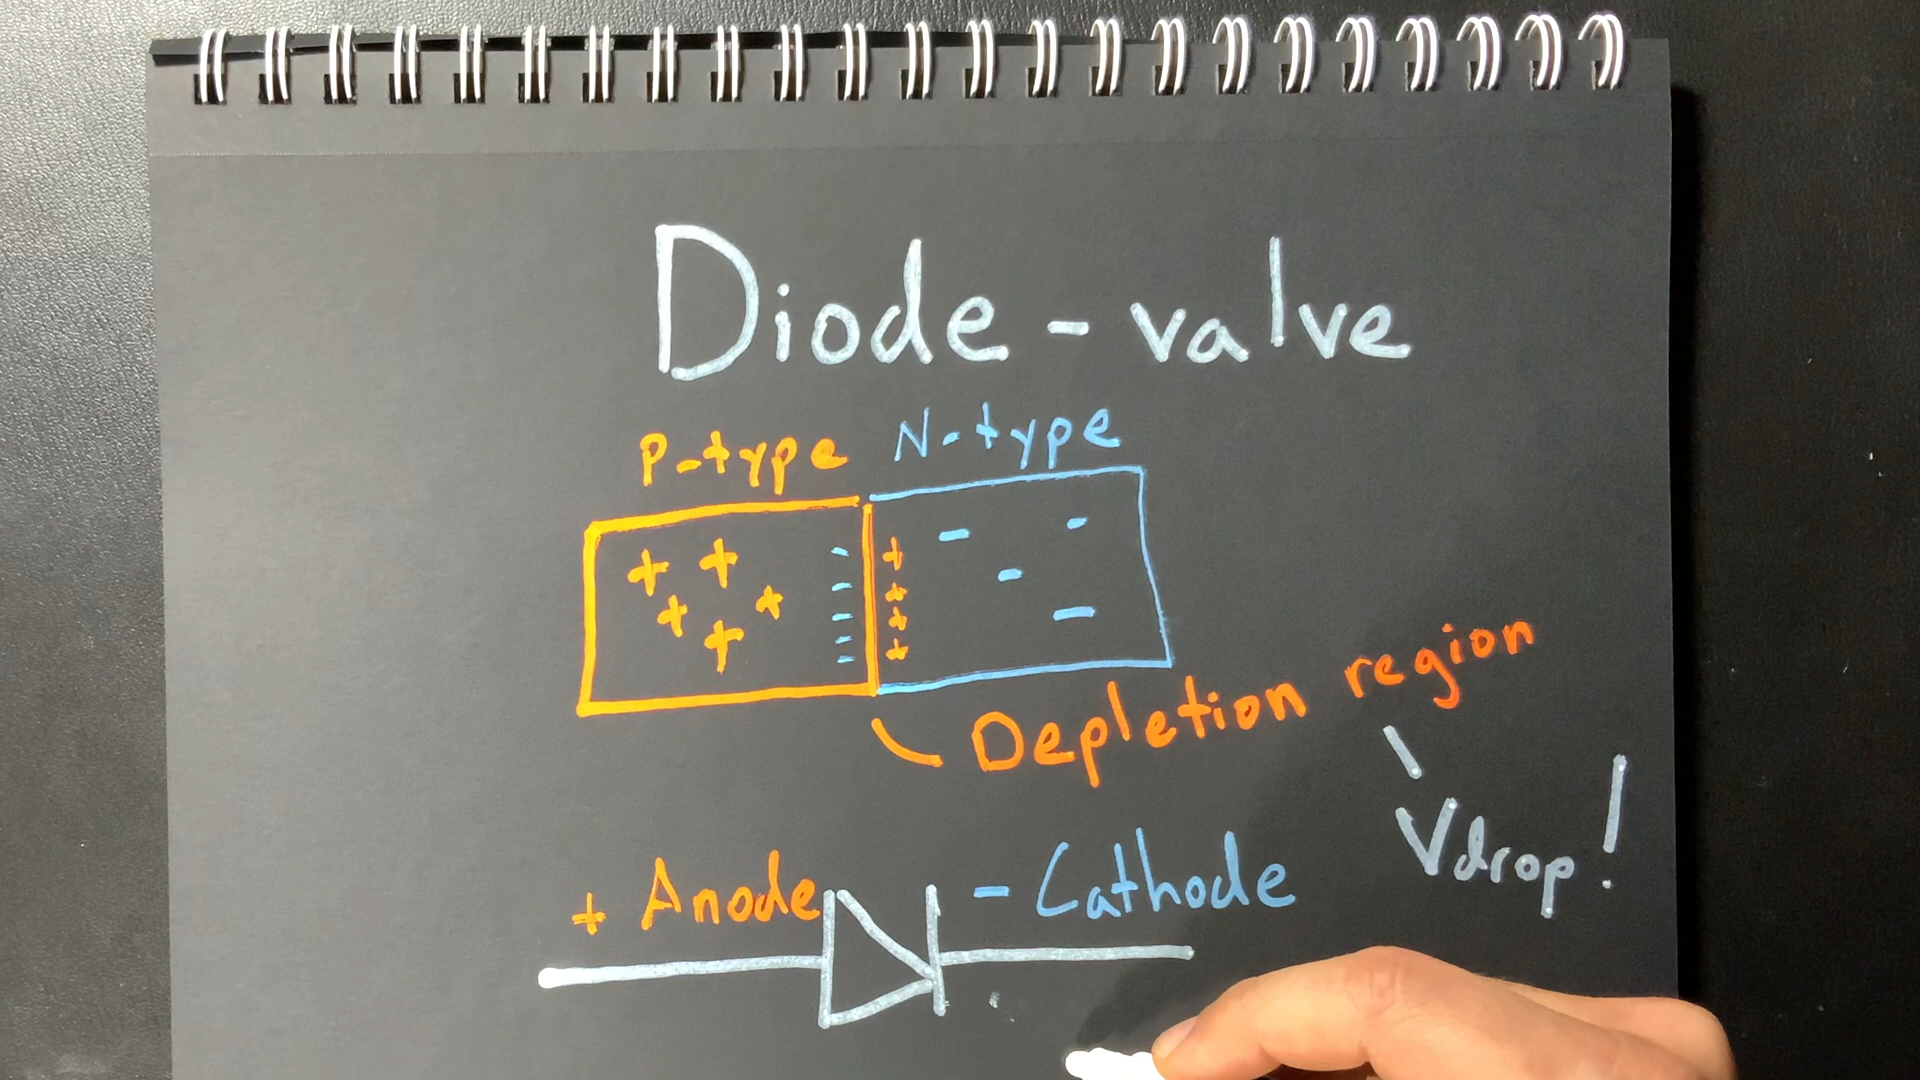 Diode - valve
P-type N-type
+ + - + - -
+ + - + -
+ - + -
- +
-
Depletion region
Vdrop!
+ Anode - Cathode